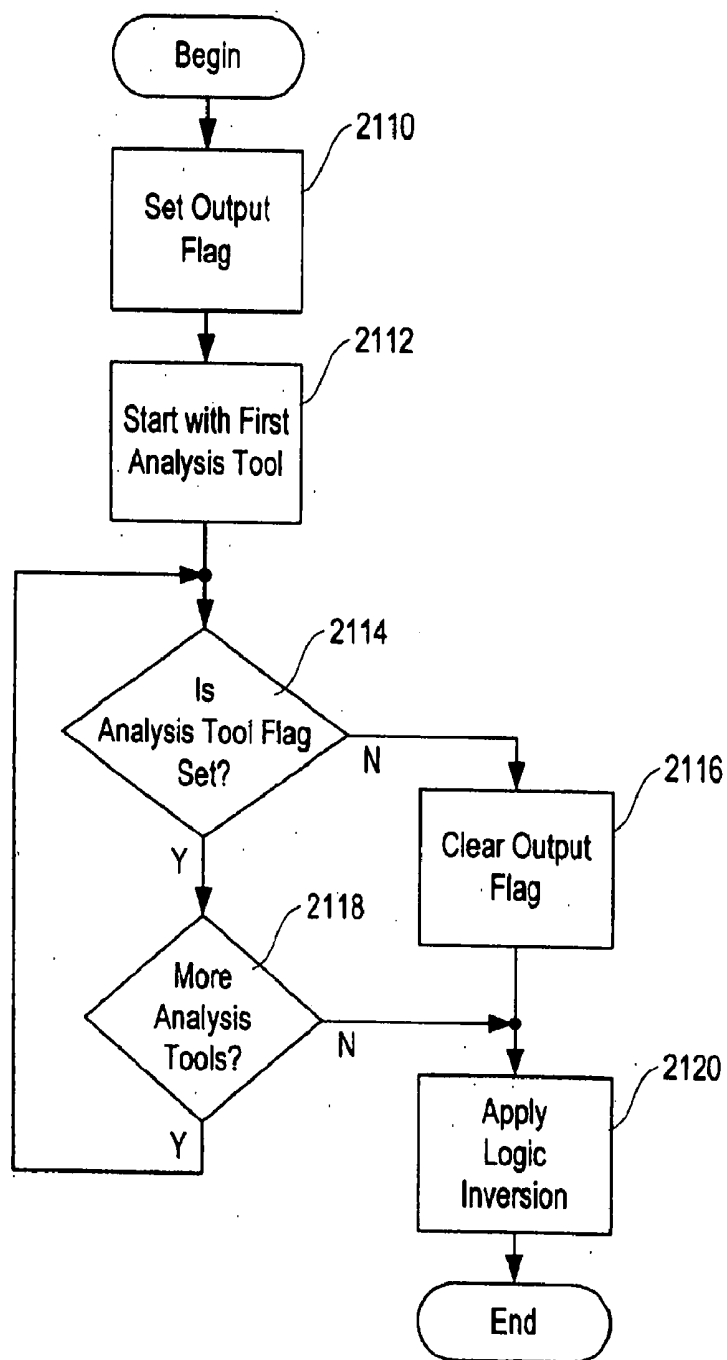 Begin
2110
Set Output
Flag
2112
Start with First
Analysis Tool
2114
Is
Analysis Tool Flag
Set?
N
2116
Clear Output
Flag
Y
2118
More
Analysis
Tools?
N
2120
Apply
Logic
Inversion
Y
End